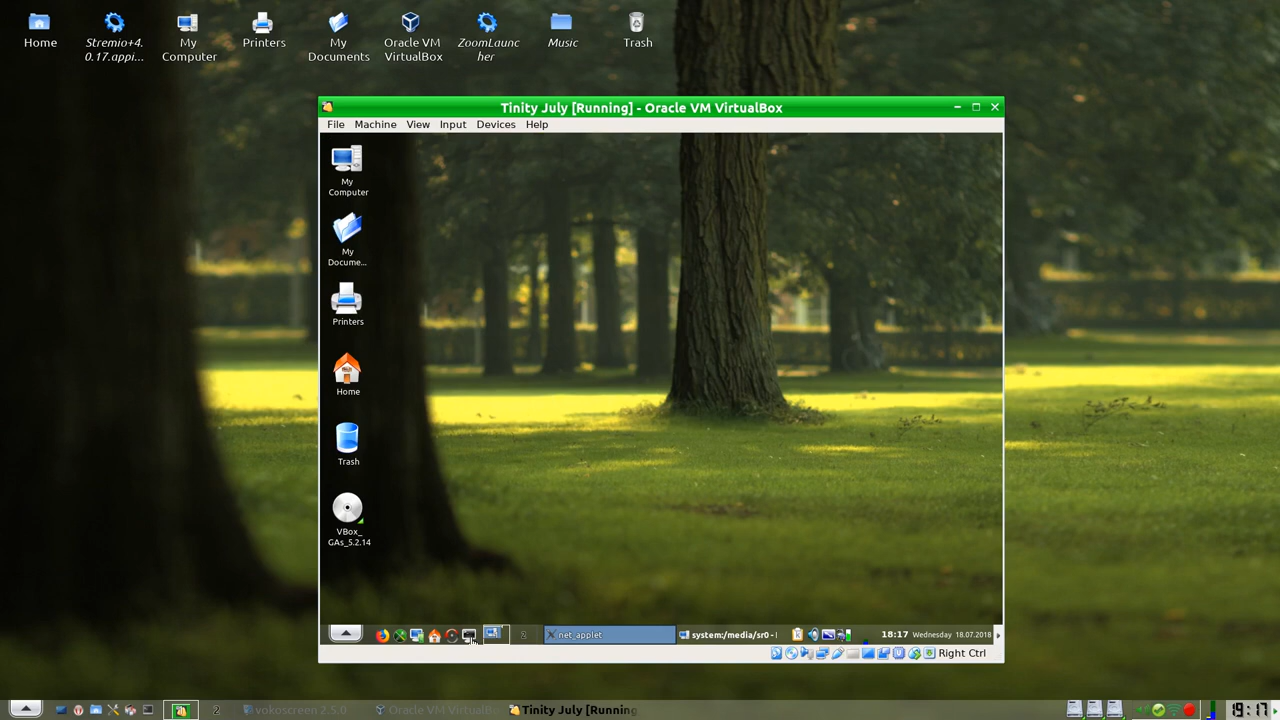 Home
Stremio+4.
0.17.appi...
My
Computer
Printers
My
Documents
Oracle VM
VirtualBox
ZoomLaunc
her
Music
Trash
Tinity July [Running] - Oracle VM VirtualBox
File Machine View Input Devices Help
My
Computer
My
Docume...
Printers
Home
Trash
VBox_
GAs_5.2.14
2
net_applet
system:/media/sr0 -
18:17 Wednesday 18.07.2018
Right Ctrl
2
vokoscreen 2.5.0
Oracle VM VirtualBo
Tinity July [Running
19:17